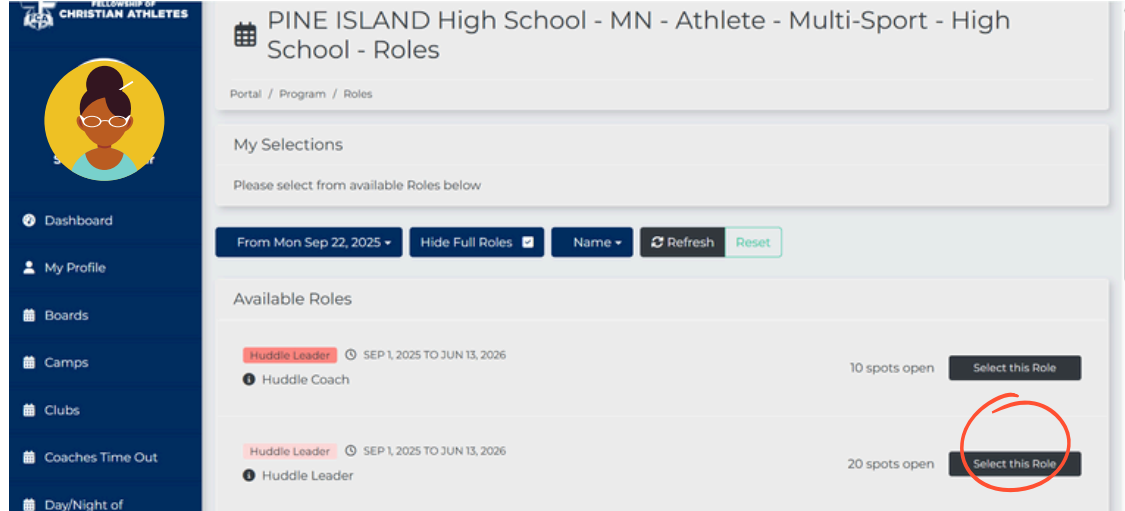 FELLOWSHIP OF
CHRISTIAN ATHLETES
Dashboard
My Profile
Boards
Camps
Clubs
Coaches Time Out
Day/Night of
PINE ISLAND High School - MN - Athlete - Multi-Sport - High
School - Roles
Portal / Program / Roles
My Selections
Please select from available Roles below
From Mon Sep 22, 2025 Hide Full Roles Name Refresh Reset
Available Roles
Huddle Leader SEP 1, 2025 TO JUN 13, 2026
Huddle Coach
10 spots open Select this Role
Huddle Leader SEP 1, 2025 TO JUN 13, 2026
Huddle Leader
20 spots open Select this Role